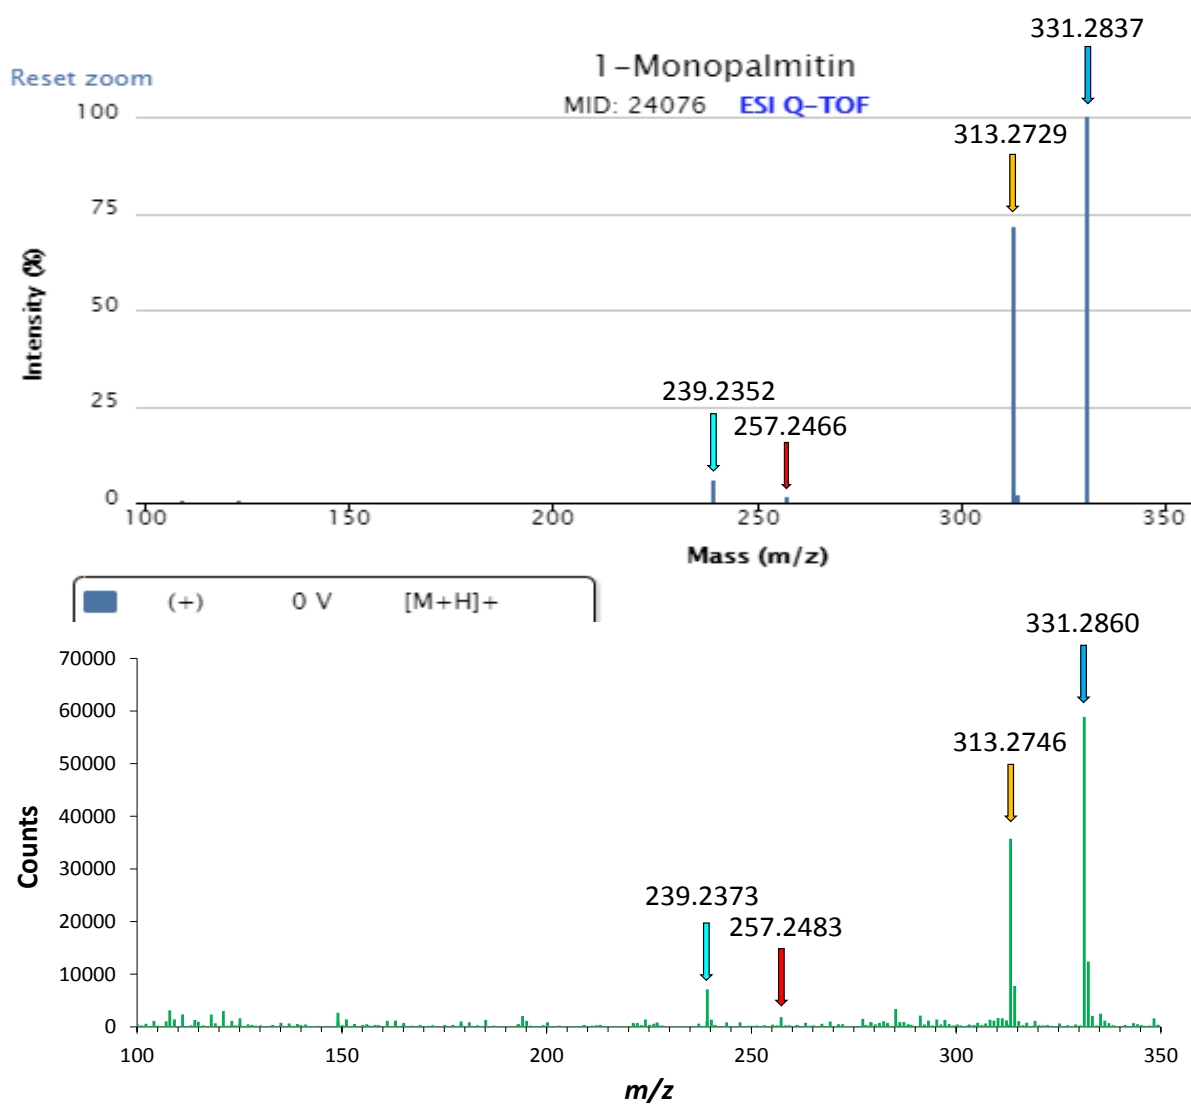 331.2837
1-Monopalmitin
Reset zoom
MID: 24076 ESI Q-TOF
100
313.2729
75
Intensity (%)
50
239.2352
25
257.2466
0
100 150 200 250 300 350
Mass (m/z)
(+) 0 V [M+H]+
331.2860
70000
60000
313.2746
50000
40000
Counts
30000
239.2373
20000
257.2483
10000
0
100 150 200 250 300 350
m/z